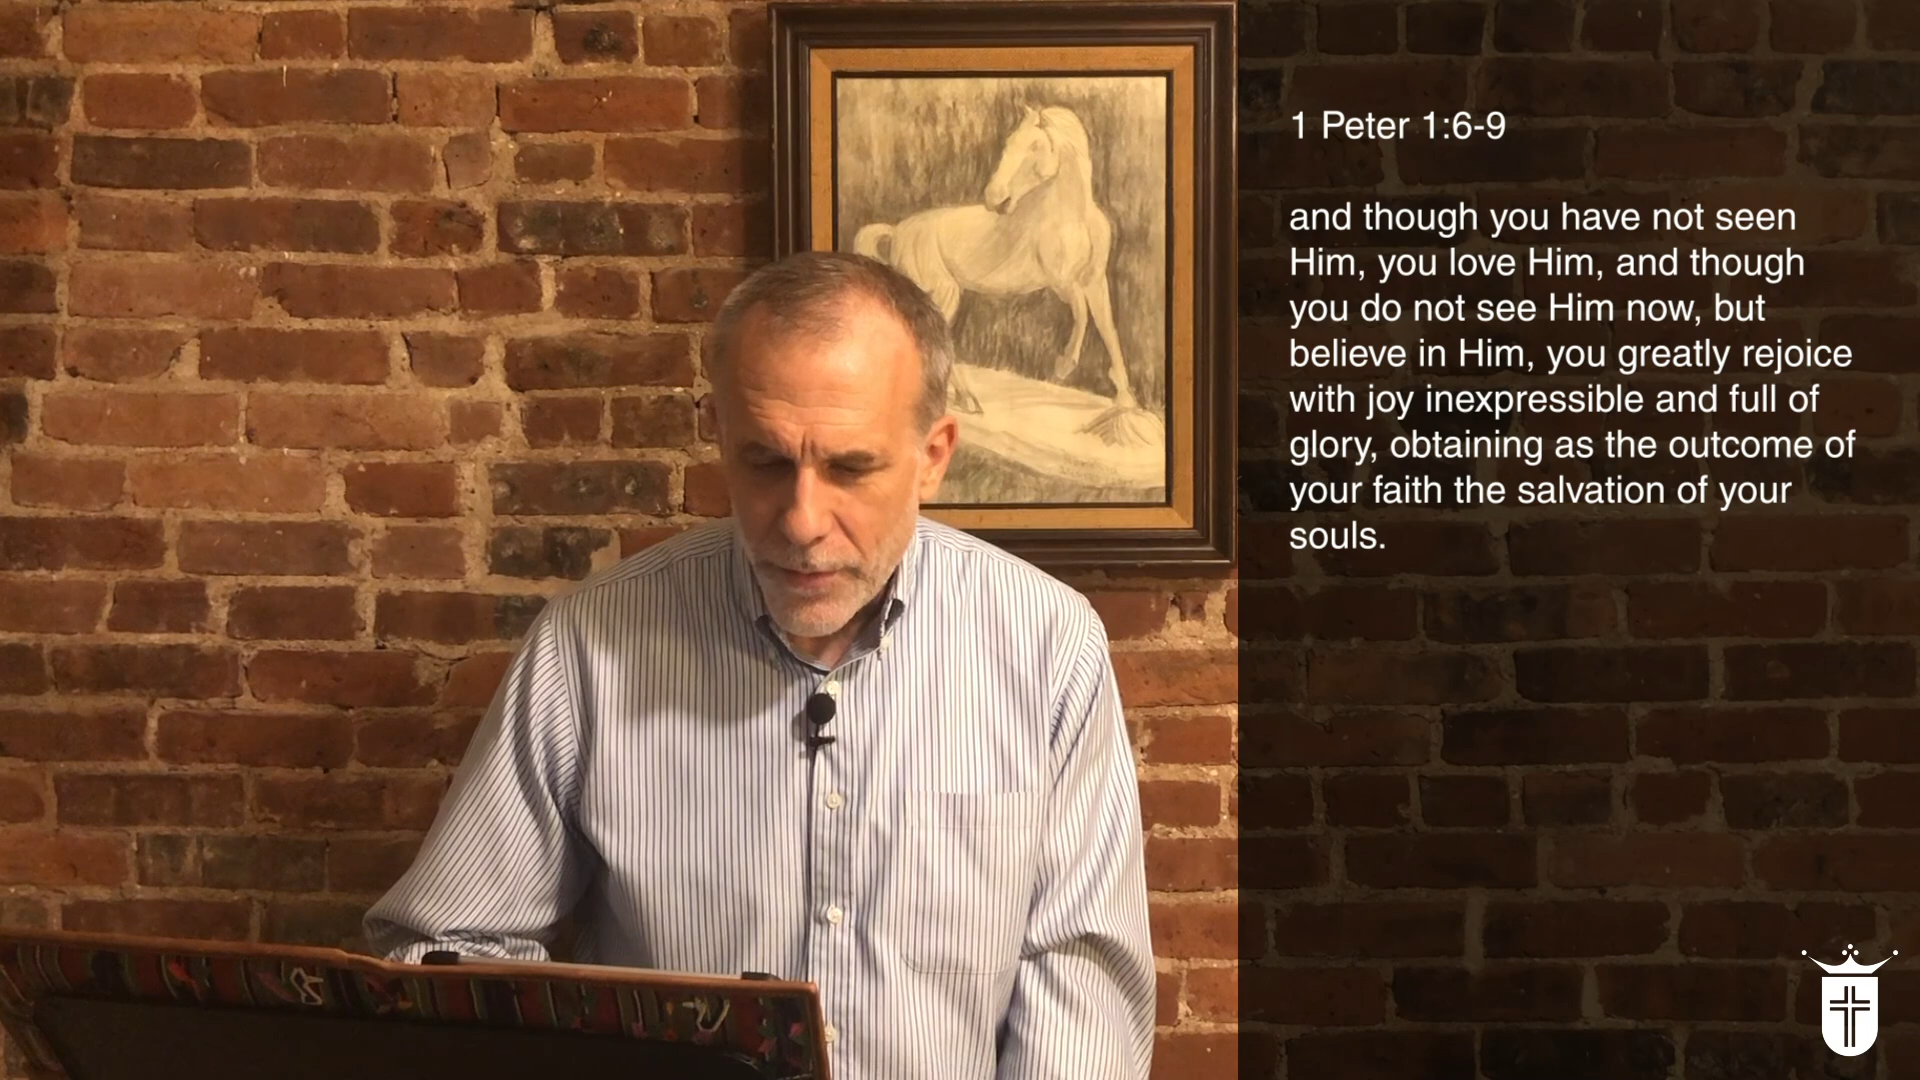 1 Peter 1:6-9
and though you have not seen
Him, you love Him, and though
you do not see Him now, but
believe in Him, you greatly rejoice
with joy inexpressible and full of
glory, obtaining as the outcome of
your faith the salvation of your
souls.